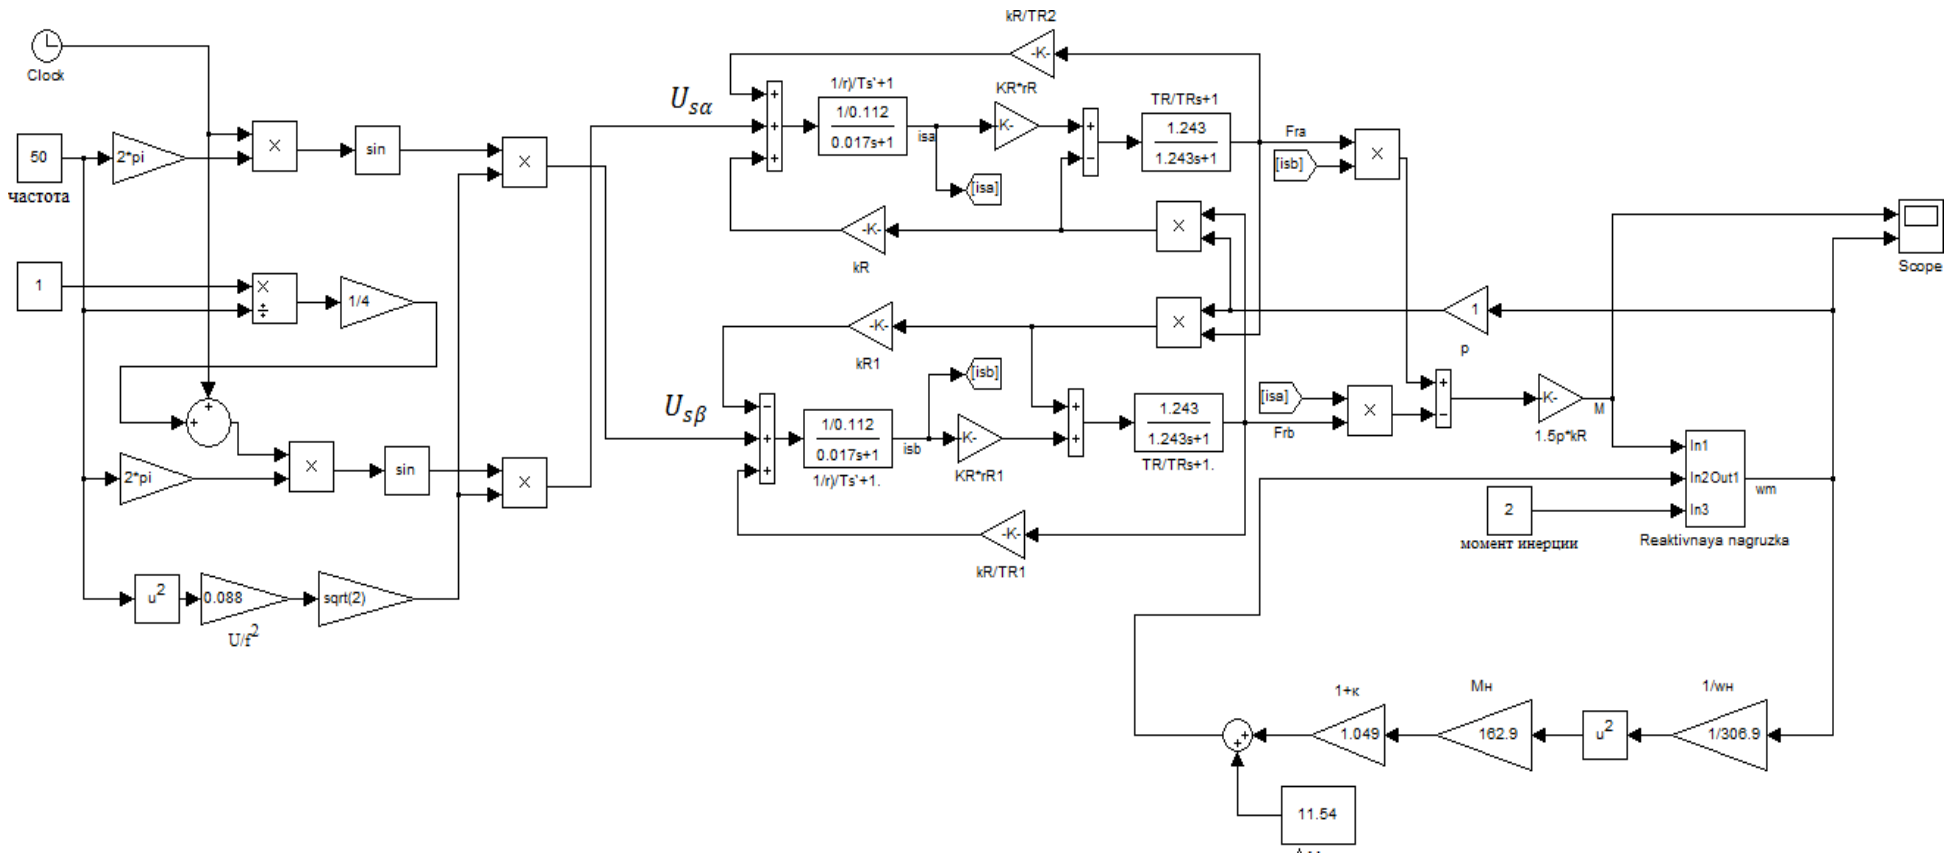 kR/TR2
-K-
Clock
50
частота
2*pi
×
sin
×
1
×
÷
1/4
+
+
2*pi
×
sin
×
u²
0.088
U/f²
sqrt(2)
Usα
+
+
+
1/r)/Ts`+1
1/0.112
0.017s+1
isa
[isa]
KR*rR
K-
+
−
TR/TRs+1
1.243
1.243s+1
Fra
[isb]
×
-K-
kR
×
×
-K-
kR1
Usβ
−
+
+
1/0.112
0.017s+1
1/r)/Ts`+1.
isb
[isb]
K-
KR*rR1
+
+
1.243
1.243s+1
TR/TRs+1.
Frb
[isa]
×
-K-
kR/TR1
1
p
+
−
K-
1.5p*kR
M
Scope
In1
In2
In3
Out1
wm
Reaktivnaya nagruzka
2
момент инерции
1+к
1.049
Мн
162.9
u²
1/wн
1/306.9
+
+
11.54